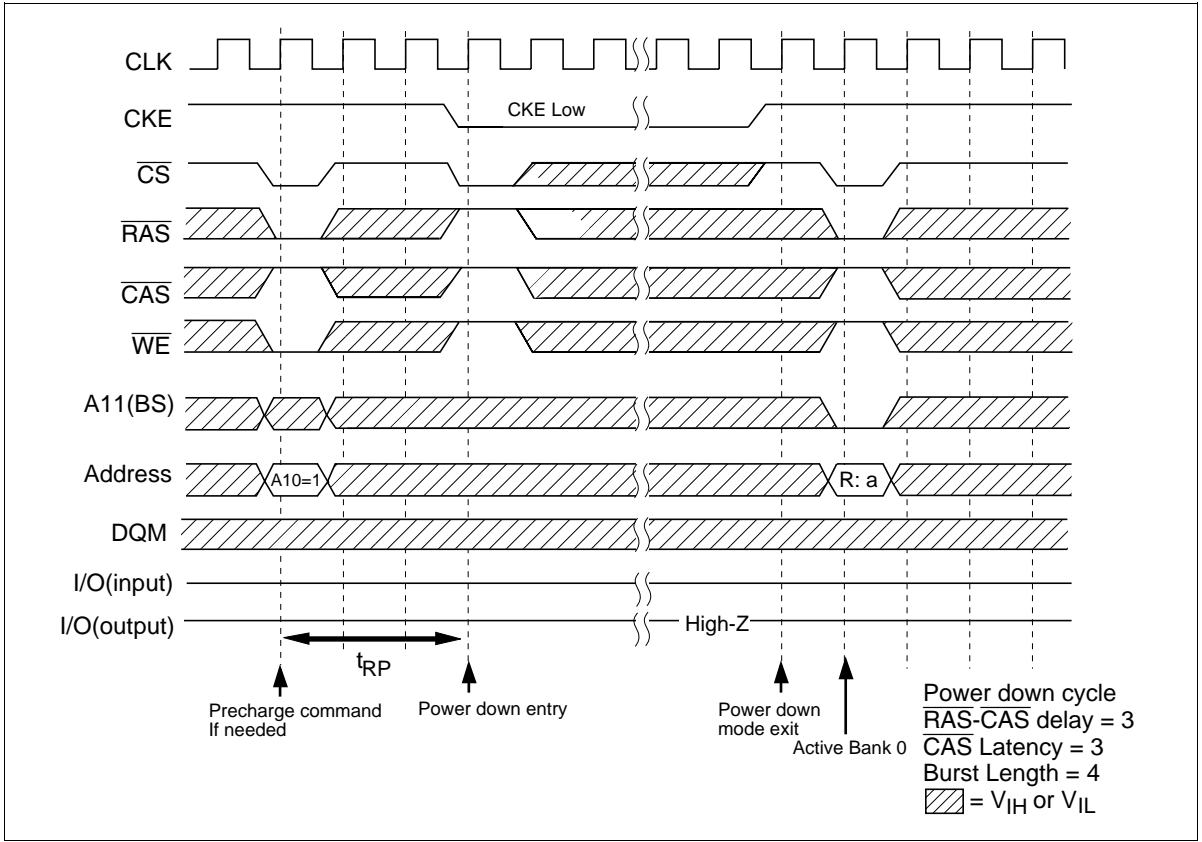 CLK
CKE
CKE Low
CS
RAS
CAS
WE
A11(BS)
Address
A10=1
R: a
DQM
I/O(input)
I/O(output)
High-Z
tRP
Precharge command
If needed
Power down entry
Power down
mode exit
Active Bank 0
Power down cycle
RAS-CAS delay = 3
CAS Latency = 3
Burst Length = 4
= VIH or VIL